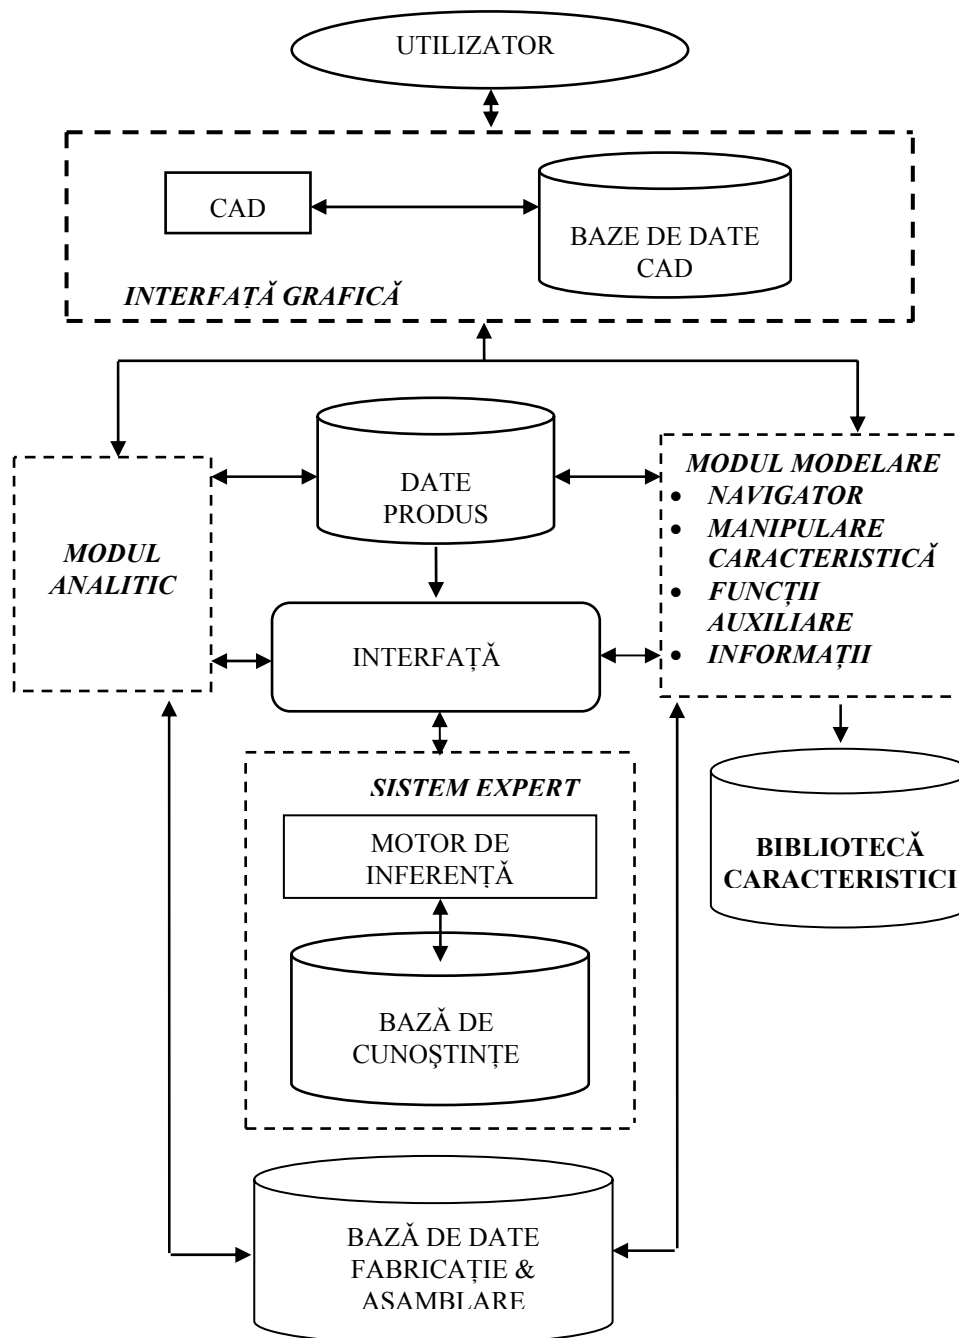 UTILIZATOR
CAD
BAZE DE DATE
CAD
INTERFAȚĂ GRAFICĂ
MODUL
ANALITIC
DATE
PRODUS
MODUL MODELARE
• NAVIGATOR
• MANIPULARE
CARACTERISTICĂ
• FUNCȚII
AUXILIARE
• INFORMAȚII
INTERFAȚĂ
SISTEM EXPERT
MOTOR DE
INFERENȚĂ
BAZĂ DE
CUNOŞTINȚE
BIBLIOTECĂ
CARACTERISTICI
BAZĂ DE DATE
FABRICAȚIE &
ASAMBLARE